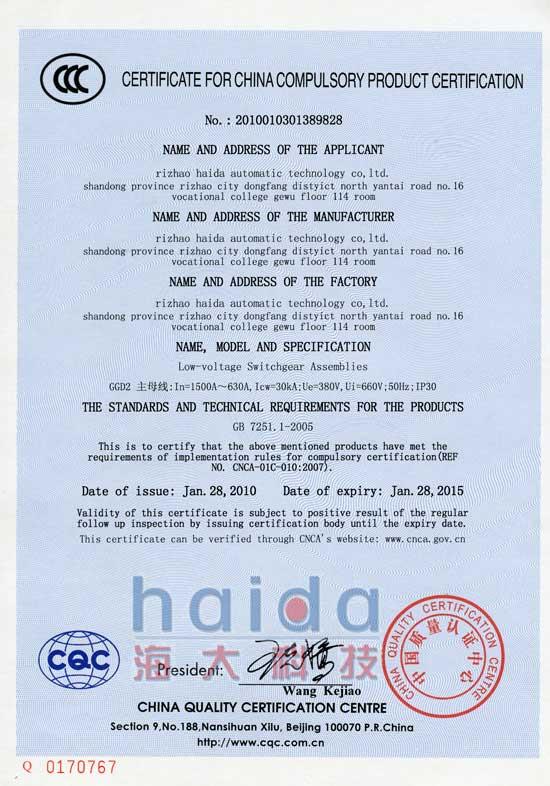 CCC
CERTIFICATE FOR CHINA COMPULSORY PRODUCT CERTIFICATION
No.: 2010010301389828
NAME AND ADDRESS OF THE APPLICANT
rizhao haida automatic technology co,ltd.
shandong province rizhao city dongfang distyict north yantai road no.16
vocational college gewu floor 114 room
NAME AND ADDRESS OF THE MANUFACTURER
rizhao haida automatic technology co,ltd.
shandong province rizhao city dongfang distyict north yantai road no.16
vocational college gewu floor 114 room
NAME AND ADDRESS OF THE FACTORY
rizhao haida automatic technology co,ltd.
shandong province rizhao city dongfang distyict north yantai road no.16
vocational college gewu floor 114 room
NAME, MODEL AND SPECIFICATION
Low-voltage Switchgear Assemblies
GGD2 主母线:In=1500A~630A,Icw=30kA;Ue=380V,Ui=660V;50Hz;IP30
THE STANDARDS AND TECHNICAL REQUIREMENTS FOR THE PRODUCTS
GB 7251.1-2005
This is to certify that the above mentioned products have met the
requirements of implementation rules for compulsory certification(REF
NO. CNCA-01C-010:2007).
Date of issue: Jan.28,2010 Date of expiry: Jan.28,2015
Validity of this certificate is subject to positive result of the regular
follow up inspection by issuing certification body until the expiry date.
This certificate can be verified through CNCA's website: www.cnca.gov.cn
haida
海大科技
CQC
President:
Wang Kejiao
CHINA QUALITY CERTIFICATION CENTRE
中国质量认证中心
CHINA QUALITY CERTIFICATION CENTRE
Section 9,No.188,Nansihuan Xilu, Beijing 100070 P.R.China
http://www.cqc.com.cn
Q 0170767